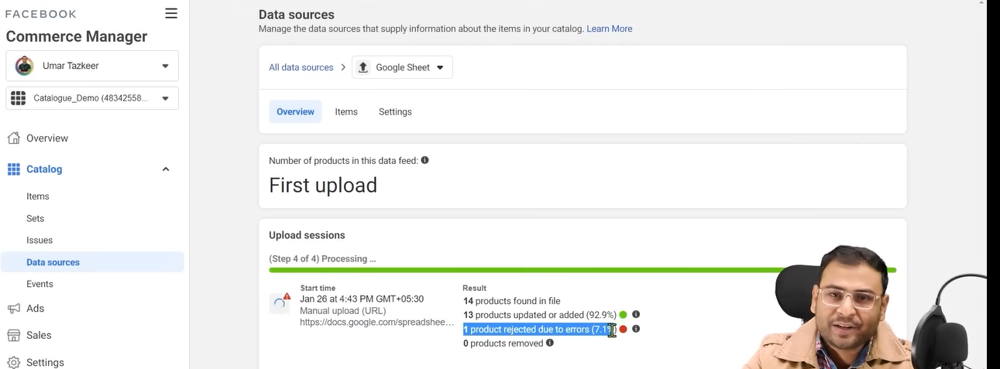 FACEBOOK
Commerce Manager
Umar Tazkeer
Catalogue_Demo (48342558...
Overview
Catalog
Items
Sets
Issues
Data sources
Events
Ads
Sales
Settings
Data sources
Manage the data sources that supply information about the items in your catalog. Learn More
All data sources > Google Sheet
Overview Items Settings
Number of products in this data feed:
First upload
Upload sessions
(Step 4 of 4) Processing ...
Start time
Jan 26 at 4:43 PM GMT+05:30
Manual upload (URL)
https://docs.google.com/spreadshee...
Result
14 products found in file
13 products updated or added (92.9%)
1 product rejected due to errors (7.1%)
0 products removed